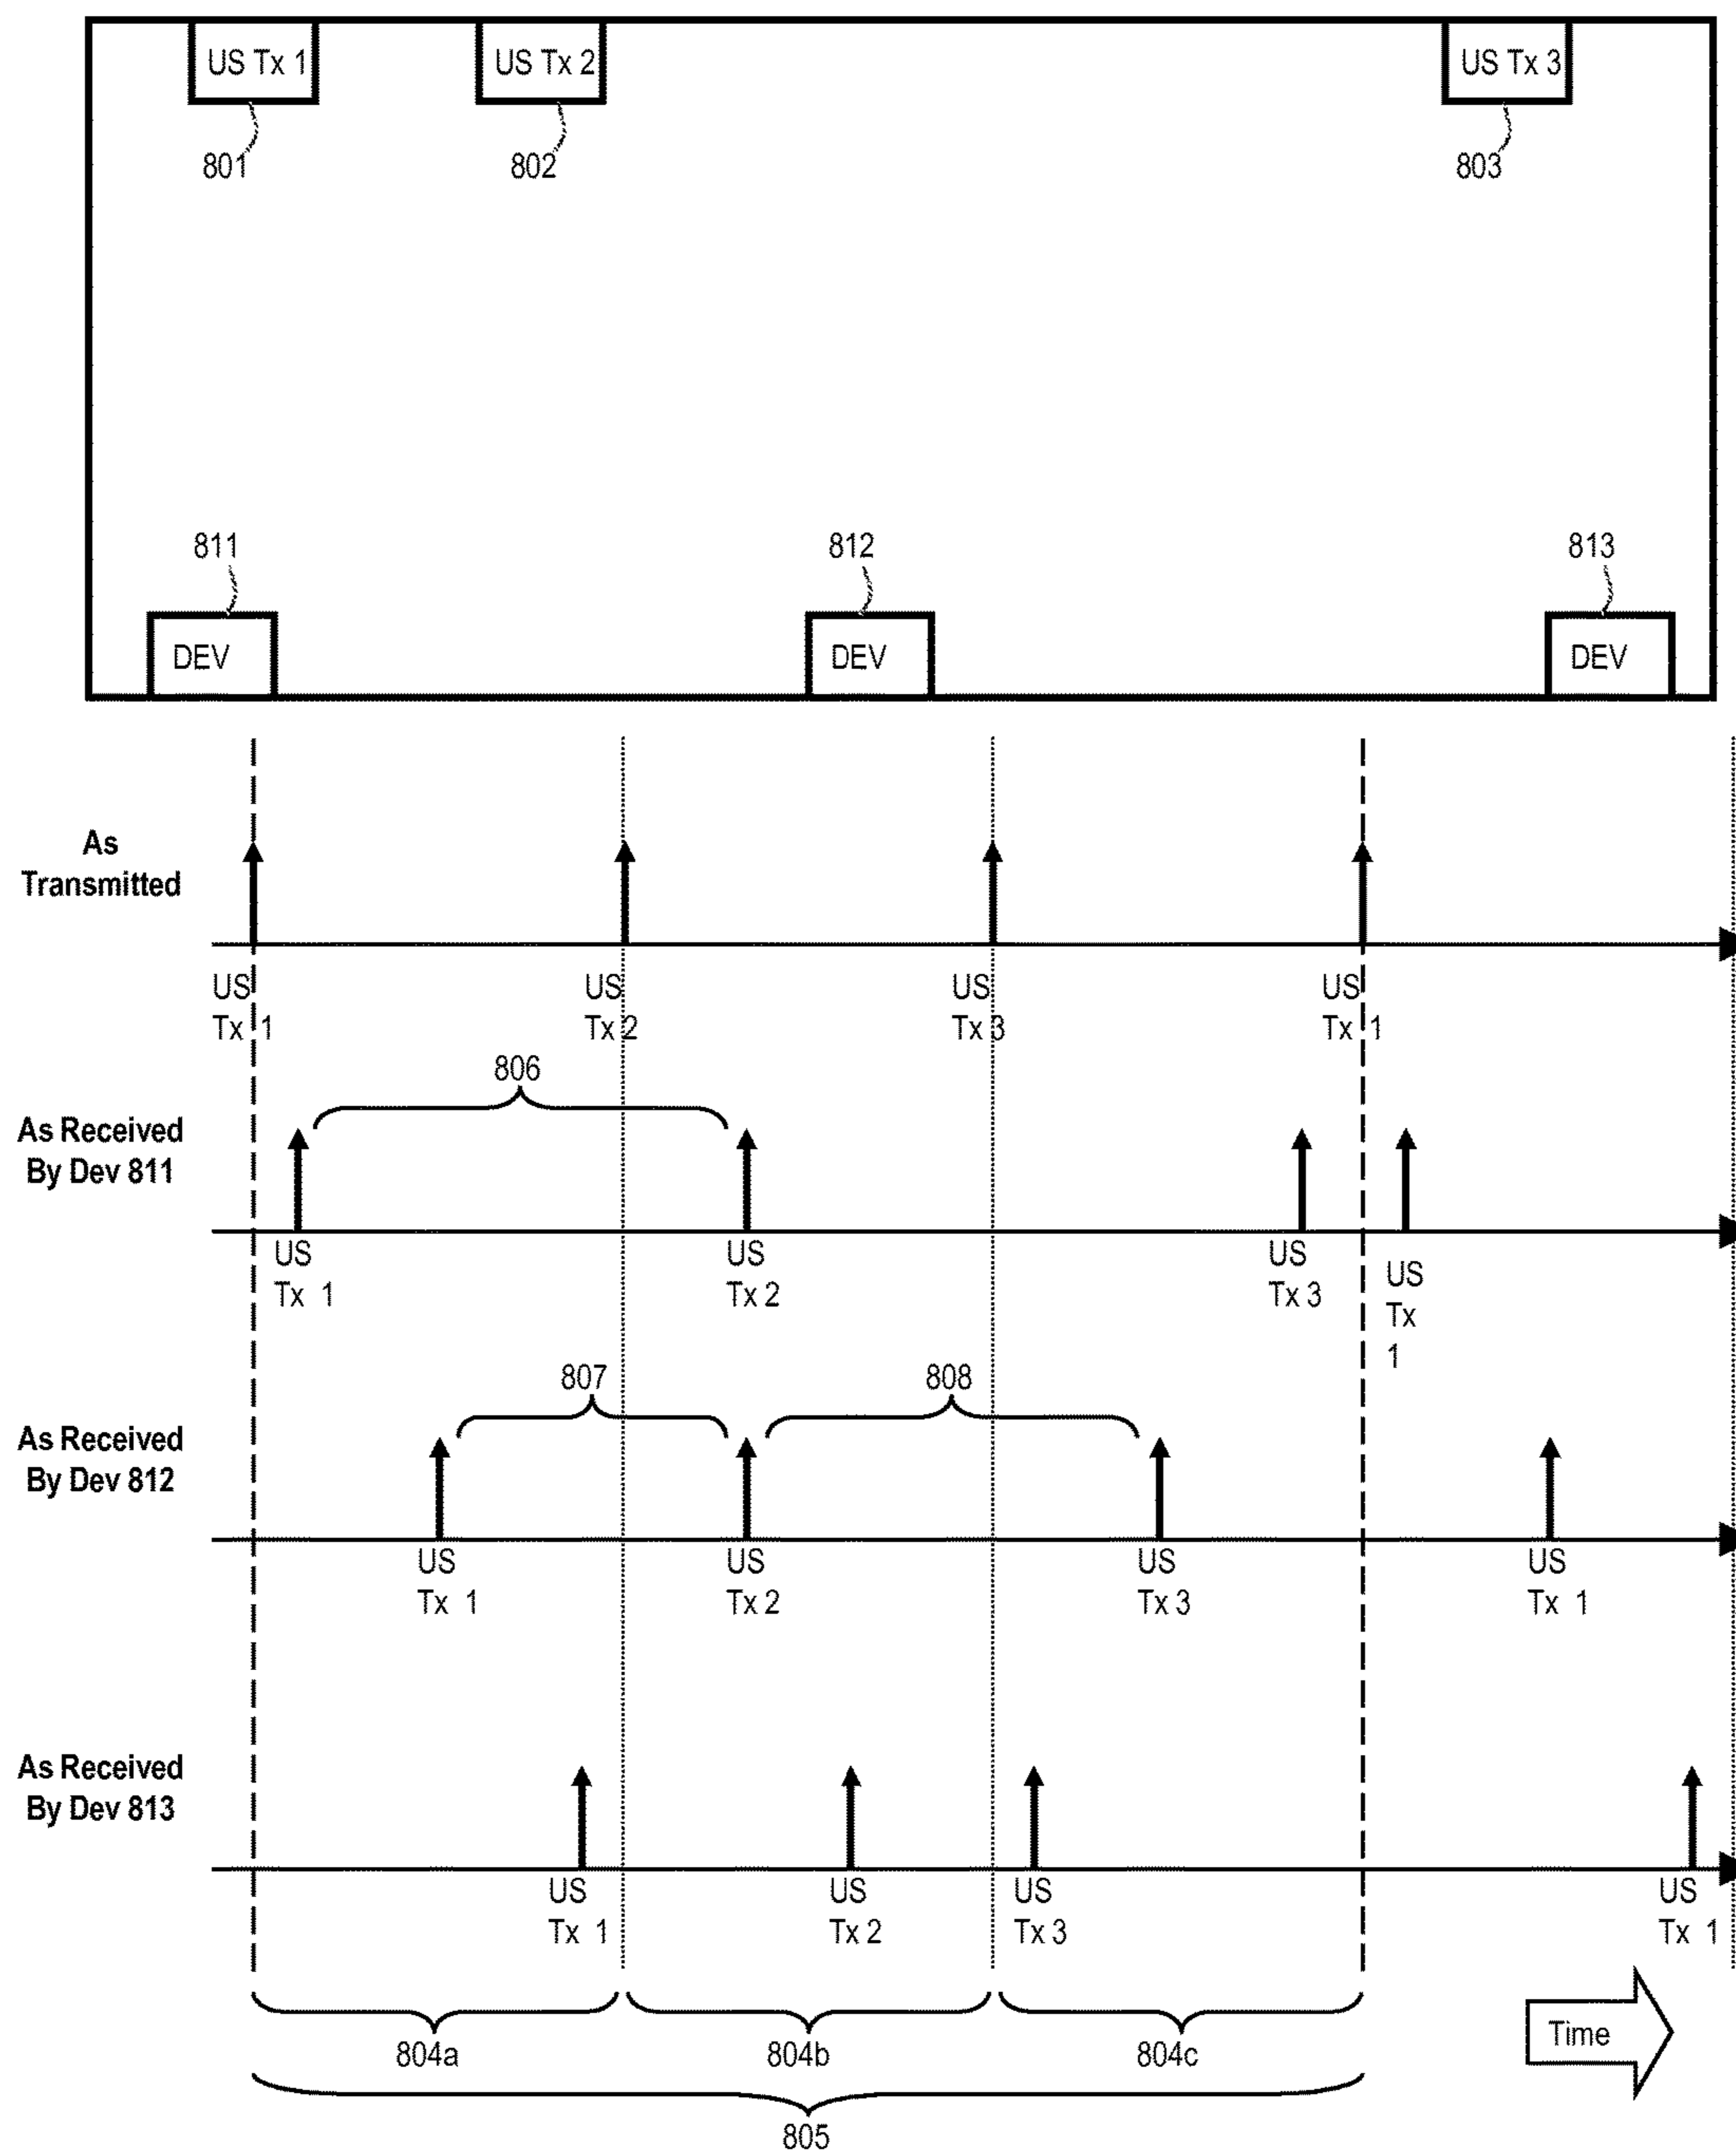 US Tx 1
US Tx 2
US Tx 3
801
802
803
811
812
813
DEV
DEV
DEV
As
Transmitted
US
Tx 1
US
Tx 2
US
Tx 3
US
Tx 1
806
As Received
By Dev 811
US
Tx 1
US
Tx 2
US
Tx 3
US
Tx
1
807
808
As Received
By Dev 812
US
Tx 1
US
Tx 2
US
Tx 3
US
Tx 1
As Received
By Dev 813
US
Tx 1
US
Tx 2
US
Tx 3
US
Tx 1
804a
804b
804c
Time
805